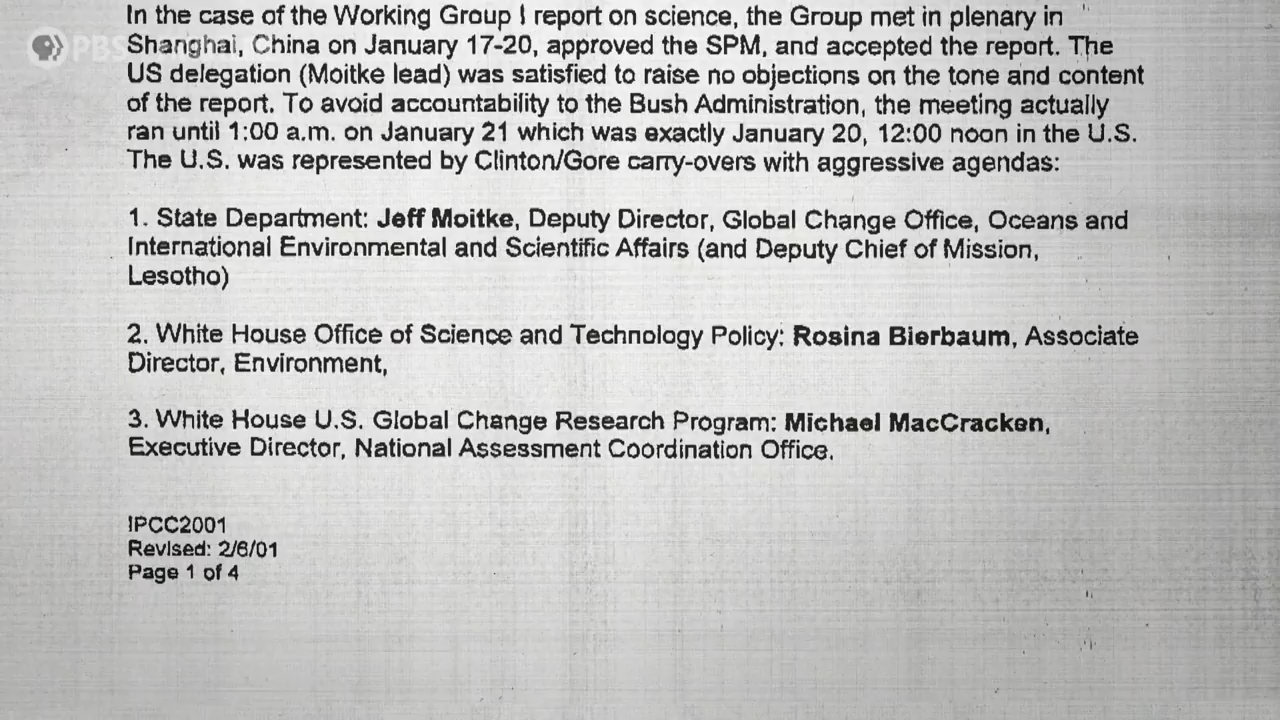 In the case of the Working Group I report on science, the Group met in plenary in
PBS
Shanghai, China on January 17-20, approved the SPM, and accepted the report. The
US delegation (Moitke lead) was satisfied to raise no objections on the tone and content
of the report. To avoid accountability to the Bush Administration, the meeting actually
ran until 1:00 a.m. on January 21 which was exactly January 20, 12:00 noon in the U.S.
The U.S. was represented by Clinton/Gore carry-overs with aggressive agendas:
1. State Department: Jeff Moitke, Deputy Director, Global Change Office, Oceans and
International Environmental and Scientific Affairs (and Deputy Chief of Mission,
Lesotho)
2. White House Office of Science and Technology Policy: Rosina Bierbaum, Associate
Director, Environment,
3. White House U.S. Global Change Research Program: Michael MacCracken,
Executive Director, National Assessment Coordination Office.
IPCC2001
Revised: 2/6/01
Page 1 of 4